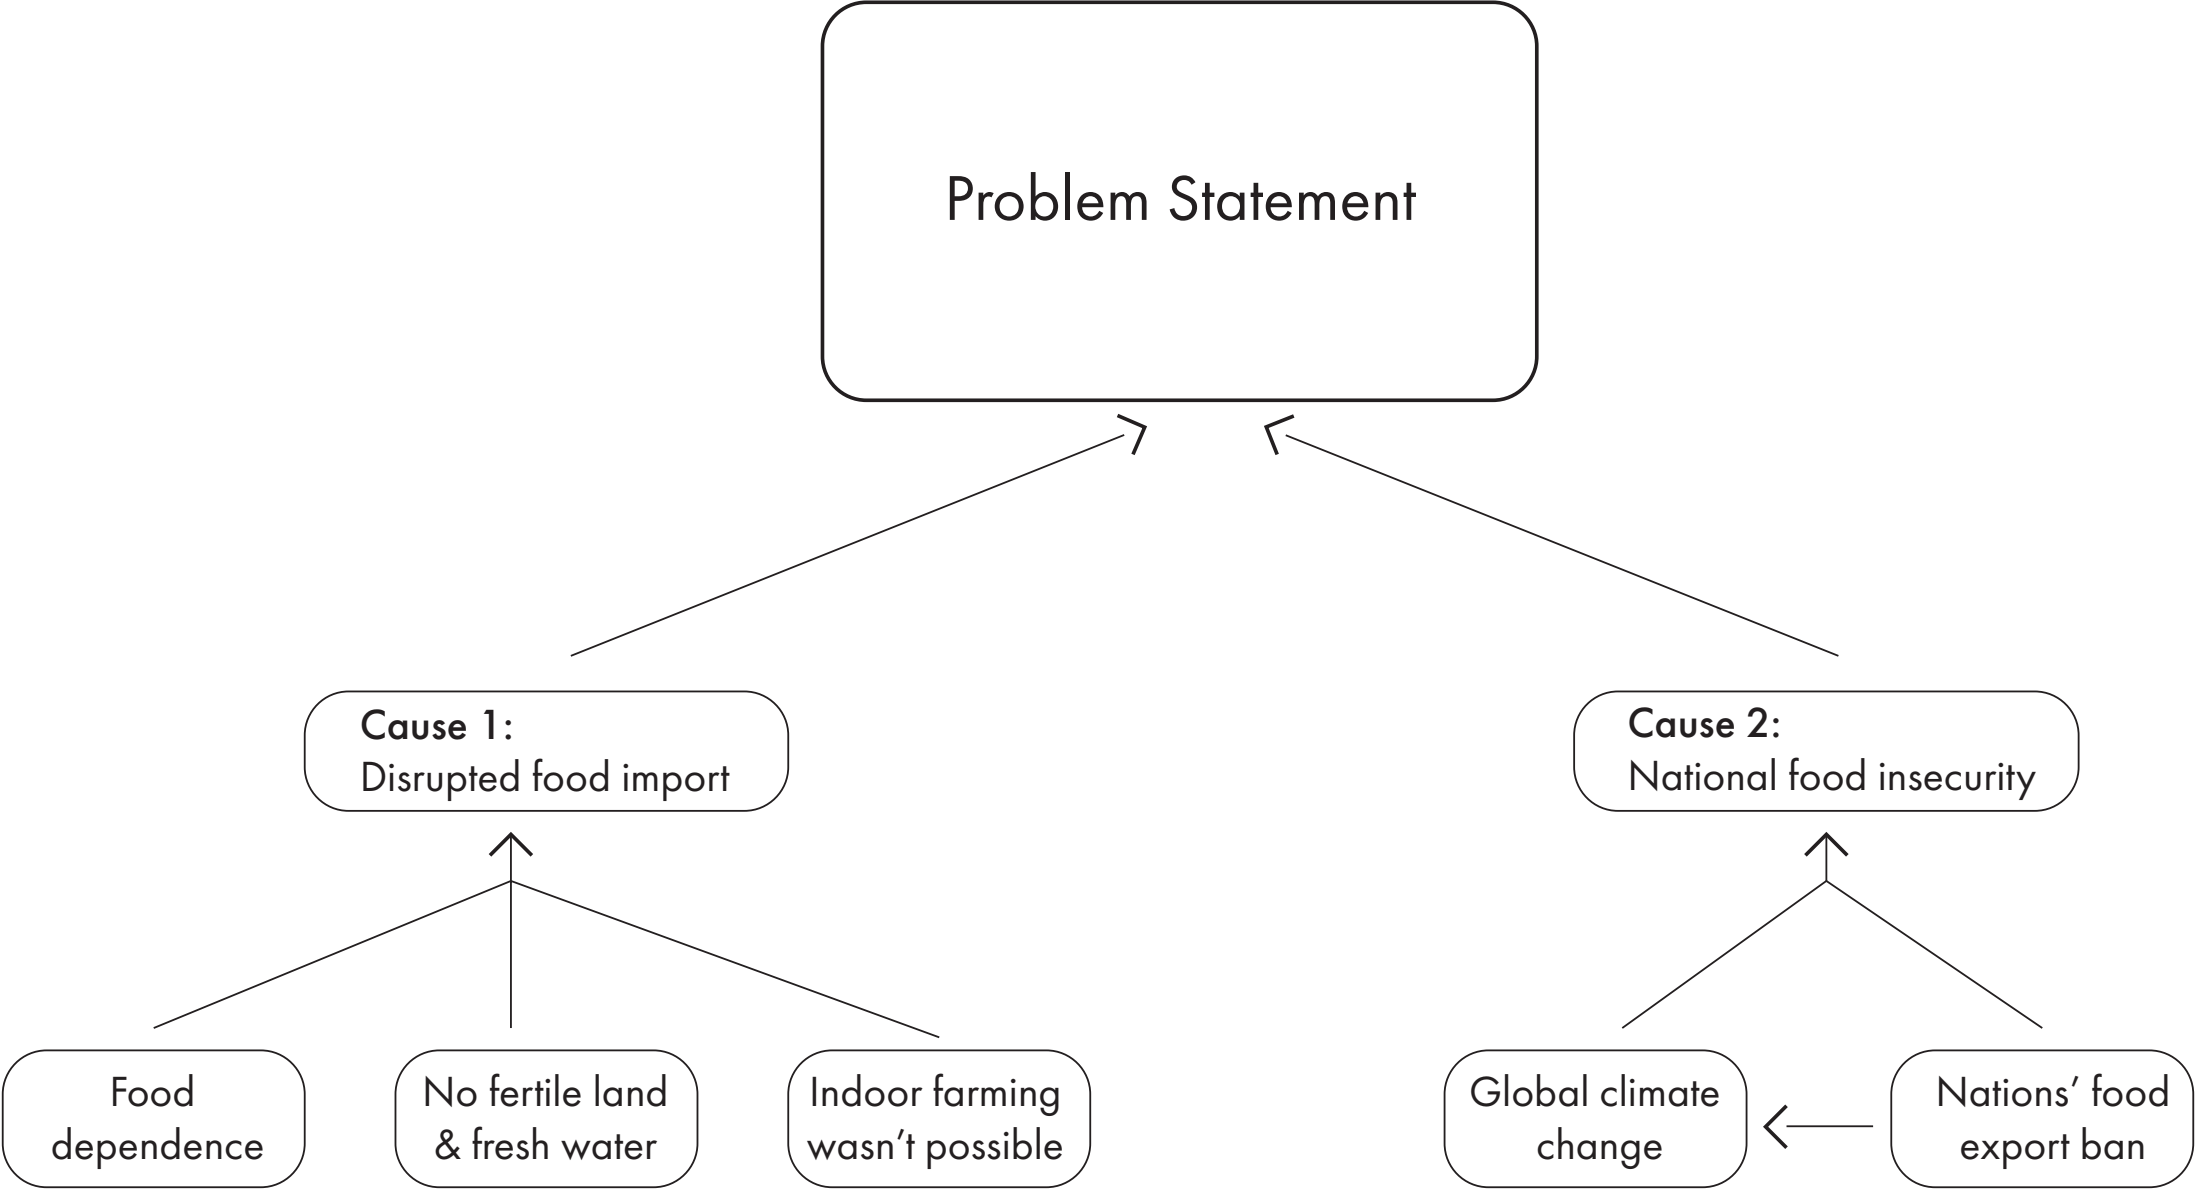 Problem Statement
Cause 1:
Disrupted food import
Cause 2:
National food insecurity
Food
dependence
No fertile land
& fresh water
Indoor farming
wasn’t possible
Global climate
change
Nations’ food
export ban